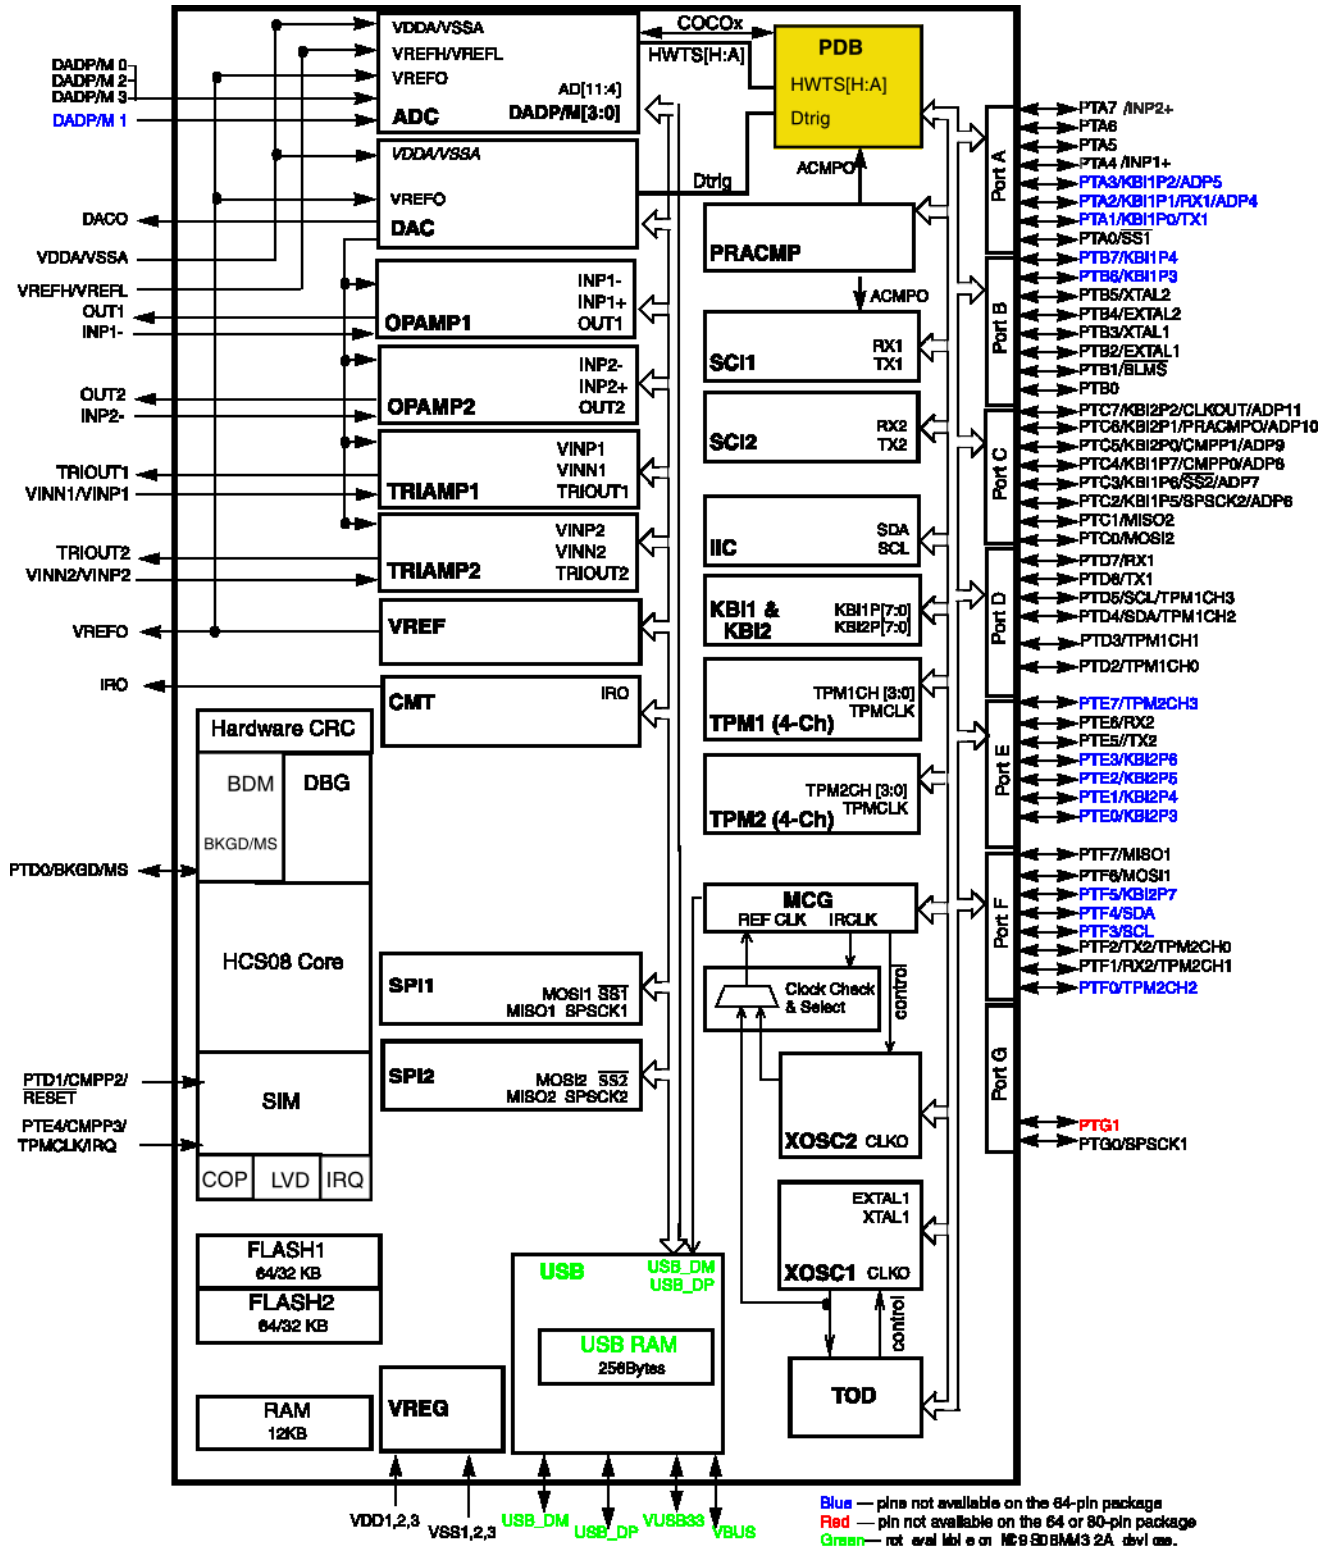 VDDA/VSSA
VREFH/VREFL
VREFO
AD[11:4]
DADP/M[3:0]
ADC
DADP/M 0
DADP/M 2
DADP/M 3
DADP/M 1
COCOx
HWTS[H:A]
PDB
HWTS[H:A]
Dtrig
VDDA/VSSA
VREFO
DAC
Dtrig
ACMPO
DACO
VDDA/VSSA
VREFH/VREFL
OUT1
INP1-
PRACMP
ACMPO
INP1-
INP1+
OUT1
OPAMP1
SCI1
RX1
TX1
INP2-
INP2+
OUT2
OPAMP2
OUT2
INP2-
SCI2
RX2
TX2
VINP1
VINN1
TRIOUT1
TRIAMP1
TRIOUT1
VINN1/VINP1
IIC
SDA
SCL
VINP2
VINN2
TRIOUT2
TRIAMP2
TRIOUT2
VINN2/VINP2
KBI1 &
KBI2
KBI1P[7:0]
KBI2P[7:0]
VREF
VREFO
CMT
IRO
IRO
TPM1CH [3:0]
TPMCLK
TPM1 (4-Ch)
TPM2CH [3:0]
TPMCLK
TPM2 (4-Ch)
Hardware CRC
BDM
DBG
BKGD/MS
PTD0/BKGD/MS
HCS08 Core
SIM
PTD1/CMPP2/
RESET
PTE4/CMPP3/
TPMCLK/IRQ
COP
LVD
IRQ
SPI1
MOSI1 SS1
MISO1 SPSCK1
SPI2
MOSI2 SS2
MISO2 SPSCK2
MCG
REF CLK
IRCLK
Clock Check
& Select
control
XOSC2 CLKO
EXTAL1
XTAL1
XOSC1 CLKO
control
TOD
FLASH1
64/32 KB
FLASH2
64/32 KB
RAM
12KB
VREG
USB
USB_DM
USB_DP
USB RAM
256Bytes
VDD1,2,3
VSS1,2,3
USB_DM
USB_DP
VUSB33
VBUS
Port A
PTA7 /INP2+
PTA6
PTA5
PTA4 /INP1+
PTA3/KBI1P2/ADP5
PTA2/KBI1P1/RX1/ADP4
PTA1/KBI1P0/TX1
PTA0/SS1
Port B
PTB7/KBI1P4
PTB6/KBI1P3
PTB5/XTAL2
PTB4/EXTAL2
PTB3/XTAL1
PTB2/EXTAL1
PTB1/BLMS
PTB0
Port C
PTC7/KBI2P2/CLKOUT/ADP11
PTC6/KBI2P1/PRACMPO/ADP10
PTC5/KBI2P0/CMPP1/ADP9
PTC4/KBI1P7/CMPP0/ADP8
PTC3/KBI1P6/SS2/ADP7
PTC2/KBI1P5/SPSCK2/ADP6
PTC1/MISO2
PTC0/MOSI2
Port D
PTD7/RX1
PTD6/TX1
PTD5/SCL/TPM1CH3
PTD4/SDA/TPM1CH2
PTD3/TPM1CH1
PTD2/TPM1CH0
Port E
PTE7/TPM2CH3
PTE6/RX2
PTE5//TX2
PTE3/KBI2P6
PTE2/KBI2P5
PTE1/KBI2P4
PTE0/KBI2P3
Port F
PTF7/MISO1
PTF6/MOSI1
PTF5/KBI2P7
PTF4/SDA
PTF3/SCL
PTF2/TX2/TPM2CH0
PTF1/RX2/TPM2CH1
PTF0/TPM2CH2
Port G
PTG1
PTG0/SPSCK1
Blue — pins not available on the 64-pin package
Red — pin not available on the 64 or 80-pin package
Green — not available on MC9S08MM32A devices.